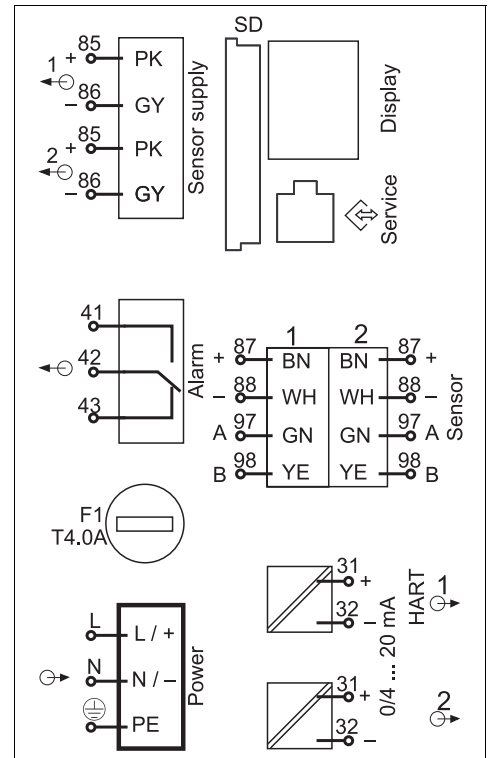 SD
1 + 85 PK
− 86 GY
2 + 85 PK
− 86 GY
Sensor supply
Display
Service
41
42
43
Alarm
1 2
+ 87 BN BN 87 +
− 88 WH WH 88 −
A 97 GN GN 97 A
B 98 YE YE 98 B
Sensor
F1
T4.0A
L L / +
N N / −
PE
Power
31 +
32 −
31 +
32 −
0/4 ... 20 mA
HART
1
2